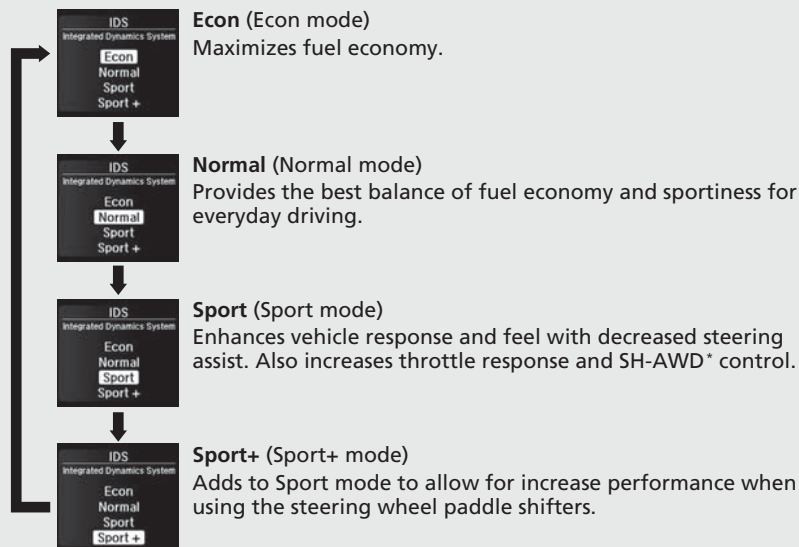 IDS
Integrated Dynamics System
Econ
Normal
Sport
Sport +
Econ (Econ mode)
Maximizes fuel economy.
IDS
Integrated Dynamics System
Econ
Normal
Sport
Sport +
Normal (Normal mode)
Provides the best balance of fuel economy and sportiness for
everyday driving.
IDS
Integrated Dynamics System
Econ
Normal
Sport
Sport +
Sport (Sport mode)
Enhances vehicle response and feel with decreased steering
assist. Also increases throttle response and SH-AWD* control.
IDS
Integrated Dynamics System
Econ
Normal
Sport
Sport +
Sport+ (Sport+ mode)
Adds to Sport mode to allow for increase performance when
using the steering wheel paddle shifters.